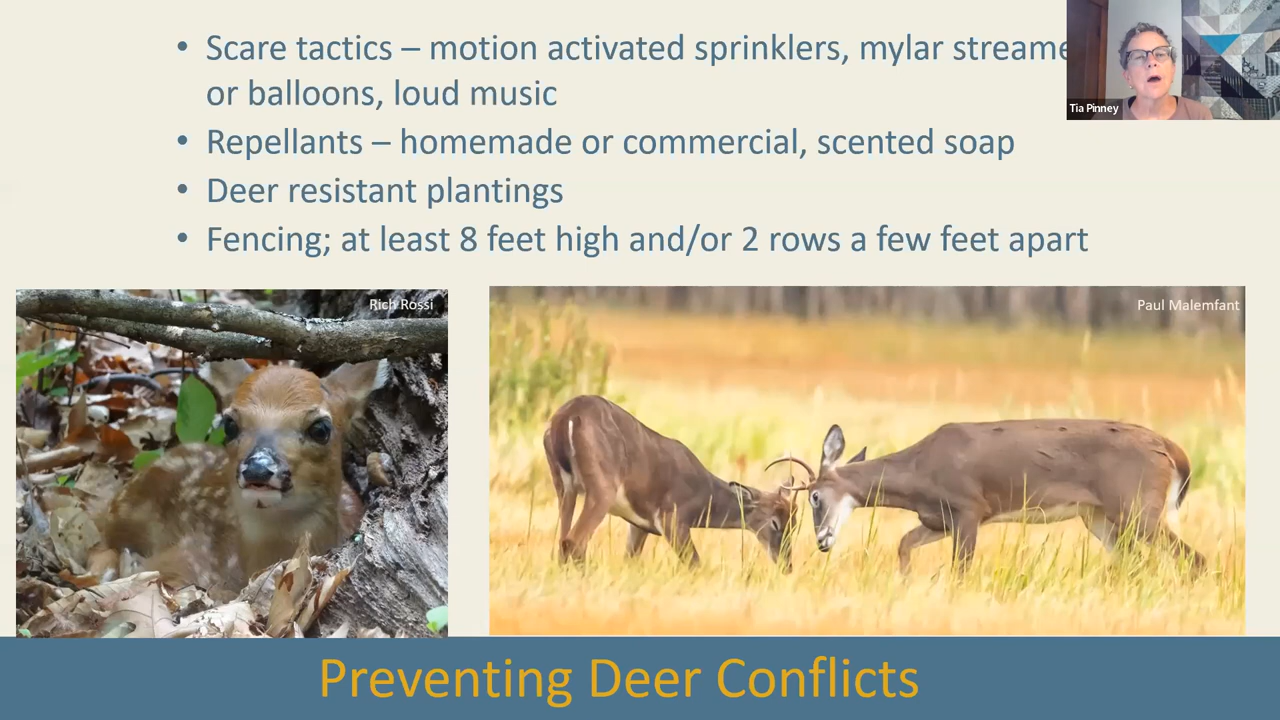 • Scare tactics – motion activated sprinklers, mylar
or balloons, loud music
• Repellants – homemade or commercial, scented soap
• Deer resistant plantings
• Fencing; at least 8 feet high and/or 2 rows a few feet apart
Tia Pinney
Rich Rossi
Paul Malemfant
Preventing Deer Conflicts